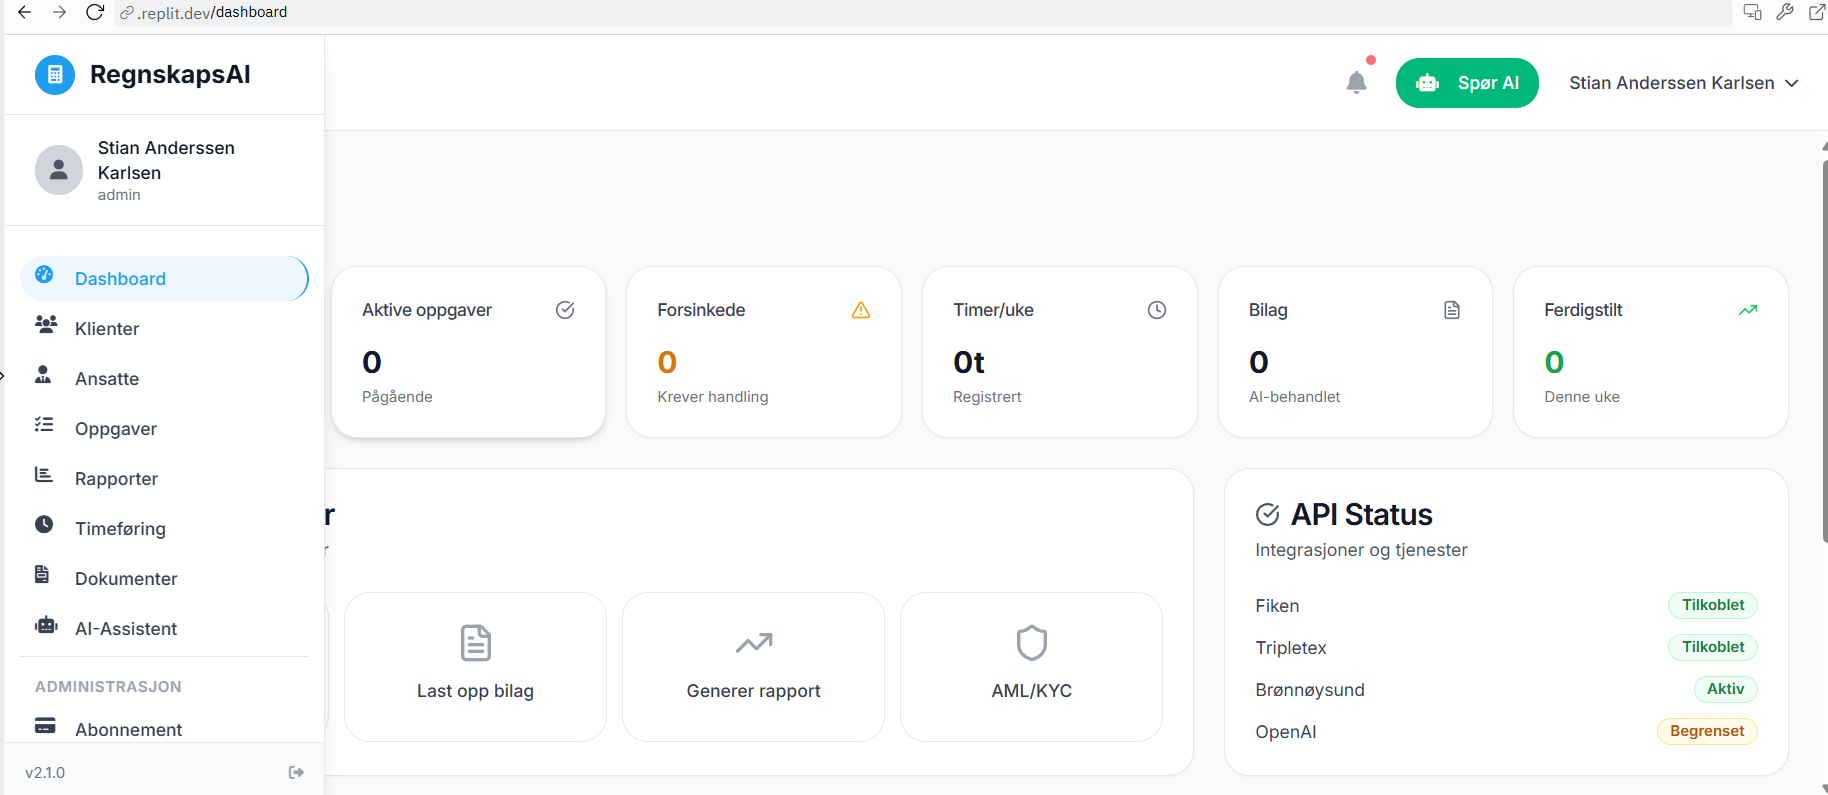 .replit.dev/dashboard
RegnskapsAI
Spør AI
Stian Anderssen Karlsen
Stian Anderssen
Karlsen
admin
Dashboard
Klienter
Ansatte
Oppgaver
Rapporter
Timeføring
Dokumenter
AI-Assistent
ADMINISTRASJON
Abonnement
v2.1.0
Aktive oppgaver
0
Pågående
Forsinkede
0
Krever handling
Timer/uke
0t
Registrert
Bilag
0
AI-behandlet
Ferdigstilt
0
Denne uke
r
r
Last opp bilag
Generer rapport
AML/KYC
API Status
Integrasjoner og tjenester
Fiken Tilkoblet
Tripletex Tilkoblet
Brønnøysund Aktiv
OpenAI Begrenset